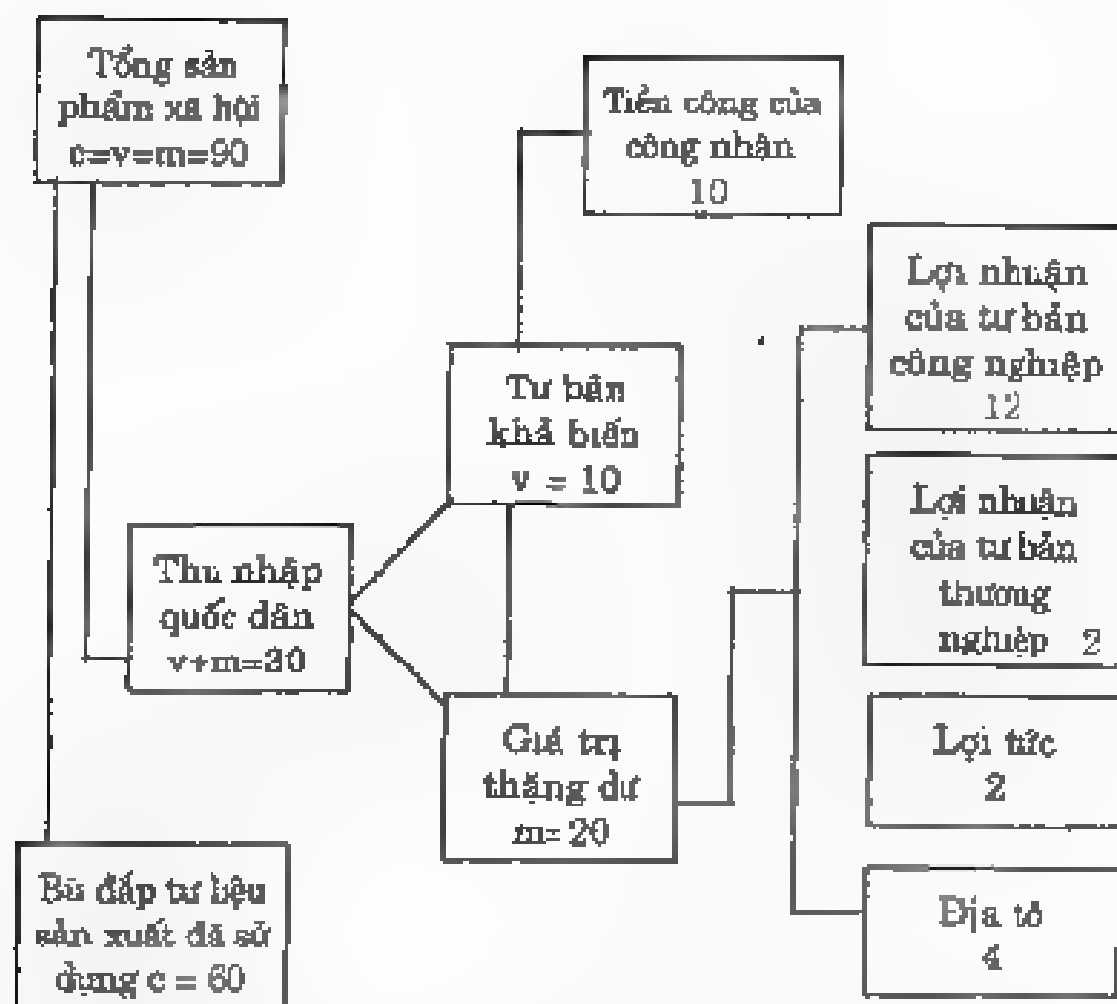 Tổng sản
phẩm xã hội
c=v=m=90
Tiền công của
công nhân
10
Lợi nhuận
của tư bản
công nghiệp
12
Tư bản
khả biến
v = 10
Lợi nhuận
của tư bản
thương
nghiệp 2
Thu nhập
quốc dân
v+m=30
Giá trị
thặng dư
m=20
Lợi tức
2
Bù đắp tư liệu
sản xuất đã sử
dụng c = 60
Địa tô
4